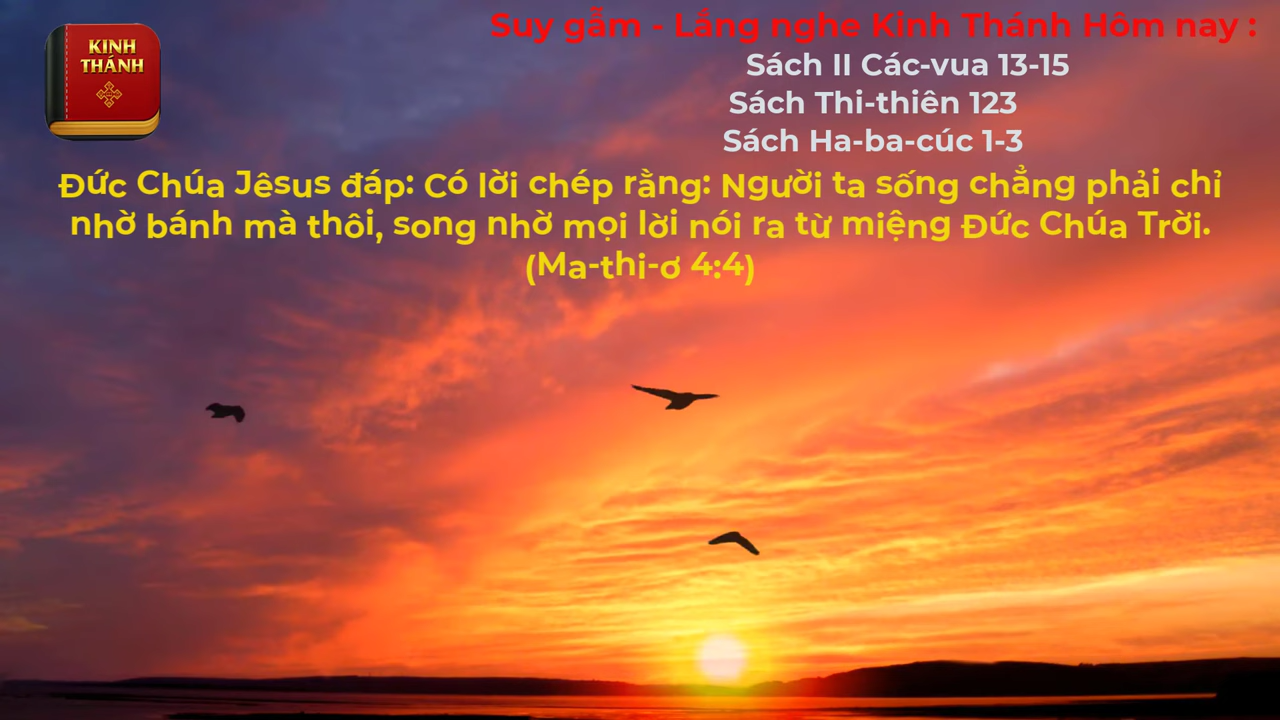 KINH
THÁNH
Suy gẫm - Lắng nghe Kinh Thánh Hôm nay :
Sách II Các-vua 13-15
Sách Thi-thiên 123
Sách Ha-ba-cúc 1-3
Đức Chúa Jêsus đáp: Có lời chép rằng: Người ta sống chẳng phải chỉ
nhờ bánh mà thôi, song nhờ mọi lời nói ra từ miệng Đức Chúa Trời.
(Ma-thi-ơ 4:4)